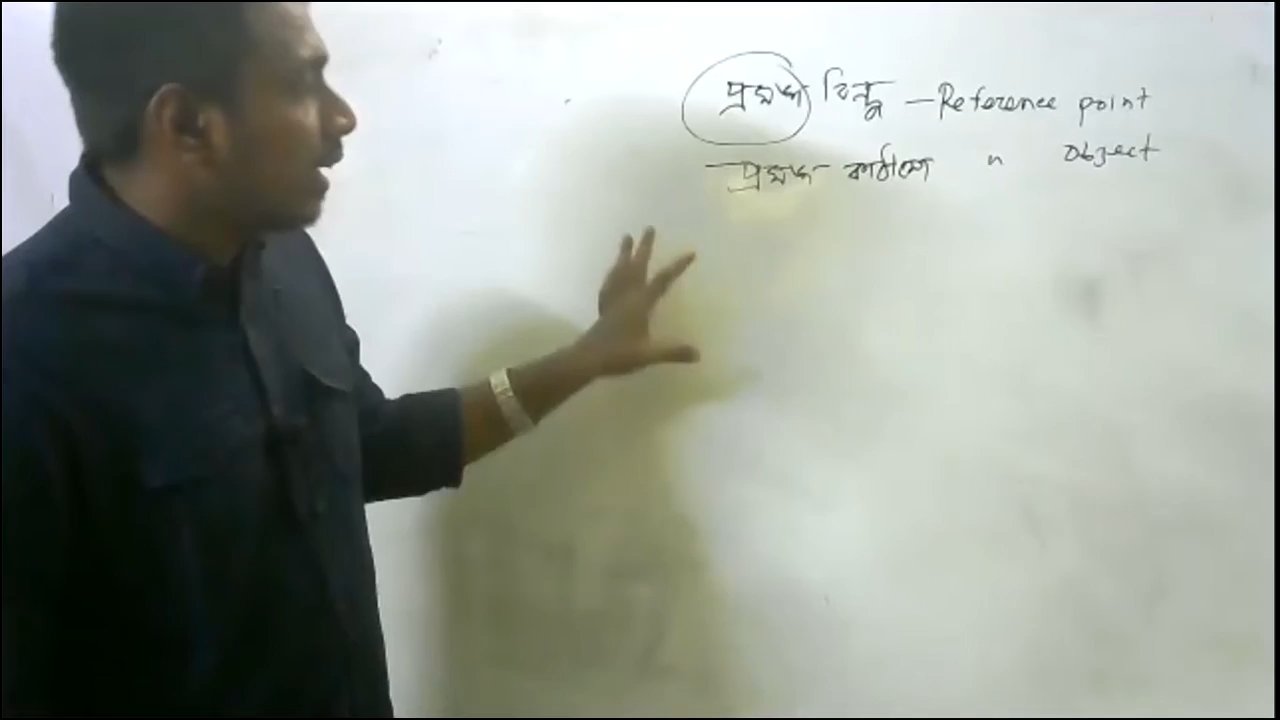 প্রসঙ্গ বিন্দু — Reference point
— প্রসঙ্গ কাঠামো " object